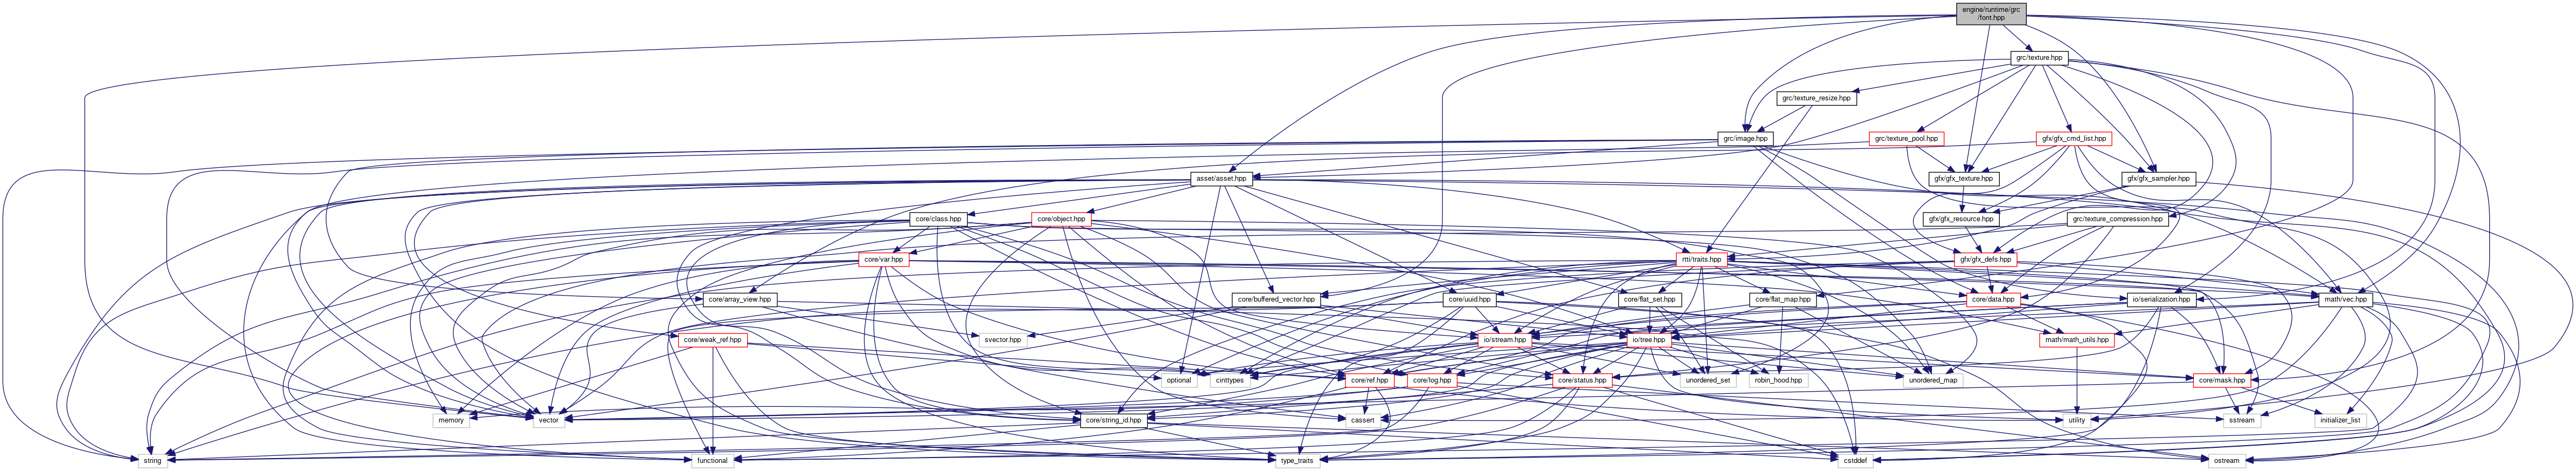 engine/runtime/grc
/font.hpp
grc/texture.hpp
grc/texture_resize.hpp
grc/image.hpp
grc/texture_pool.hpp
gfx/gfx_cmd_list.hpp
asset/asset.hpp
gfx/gfx_texture.hpp
gfx/gfx_sampler.hpp
core/class.hpp
core/object.hpp
gfx/gfx_resource.hpp
grc/texture_compression.hpp
core/var.hpp
rtti/traits.hpp
gfx/gfx_defs.hpp
core/array_view.hpp
core/buffered_vector.hpp
core/uuid.hpp
core/flat_set.hpp
core/flat_map.hpp
core/data.hpp
io/serialization.hpp
math/vec.hpp
core/weak_ref.hpp
svector.hpp
io/stream.hpp
io/tree.hpp
math/math_utils.hpp
optional
cinttypes
core/ref.hpp
core/log.hpp
core/status.hpp
unordered_set
robin_hood.hpp
unordered_map
core/mask.hpp
memory
vector
core/string_id.hpp
cassert
utility
sstream
initializer_list
string
functional
type_traits
cstddef
ostream